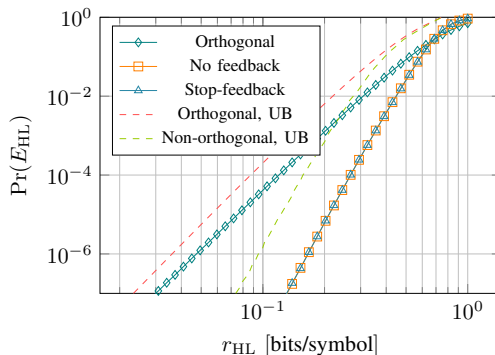 10^0
10^-2
10^-4
10^-6
Pr(E_HL)
Orthogonal
No feedback
Stop-feedback
Orthogonal, UB
Non-orthogonal, UB
10^-1
10^0
r_HL [bits/symbol]